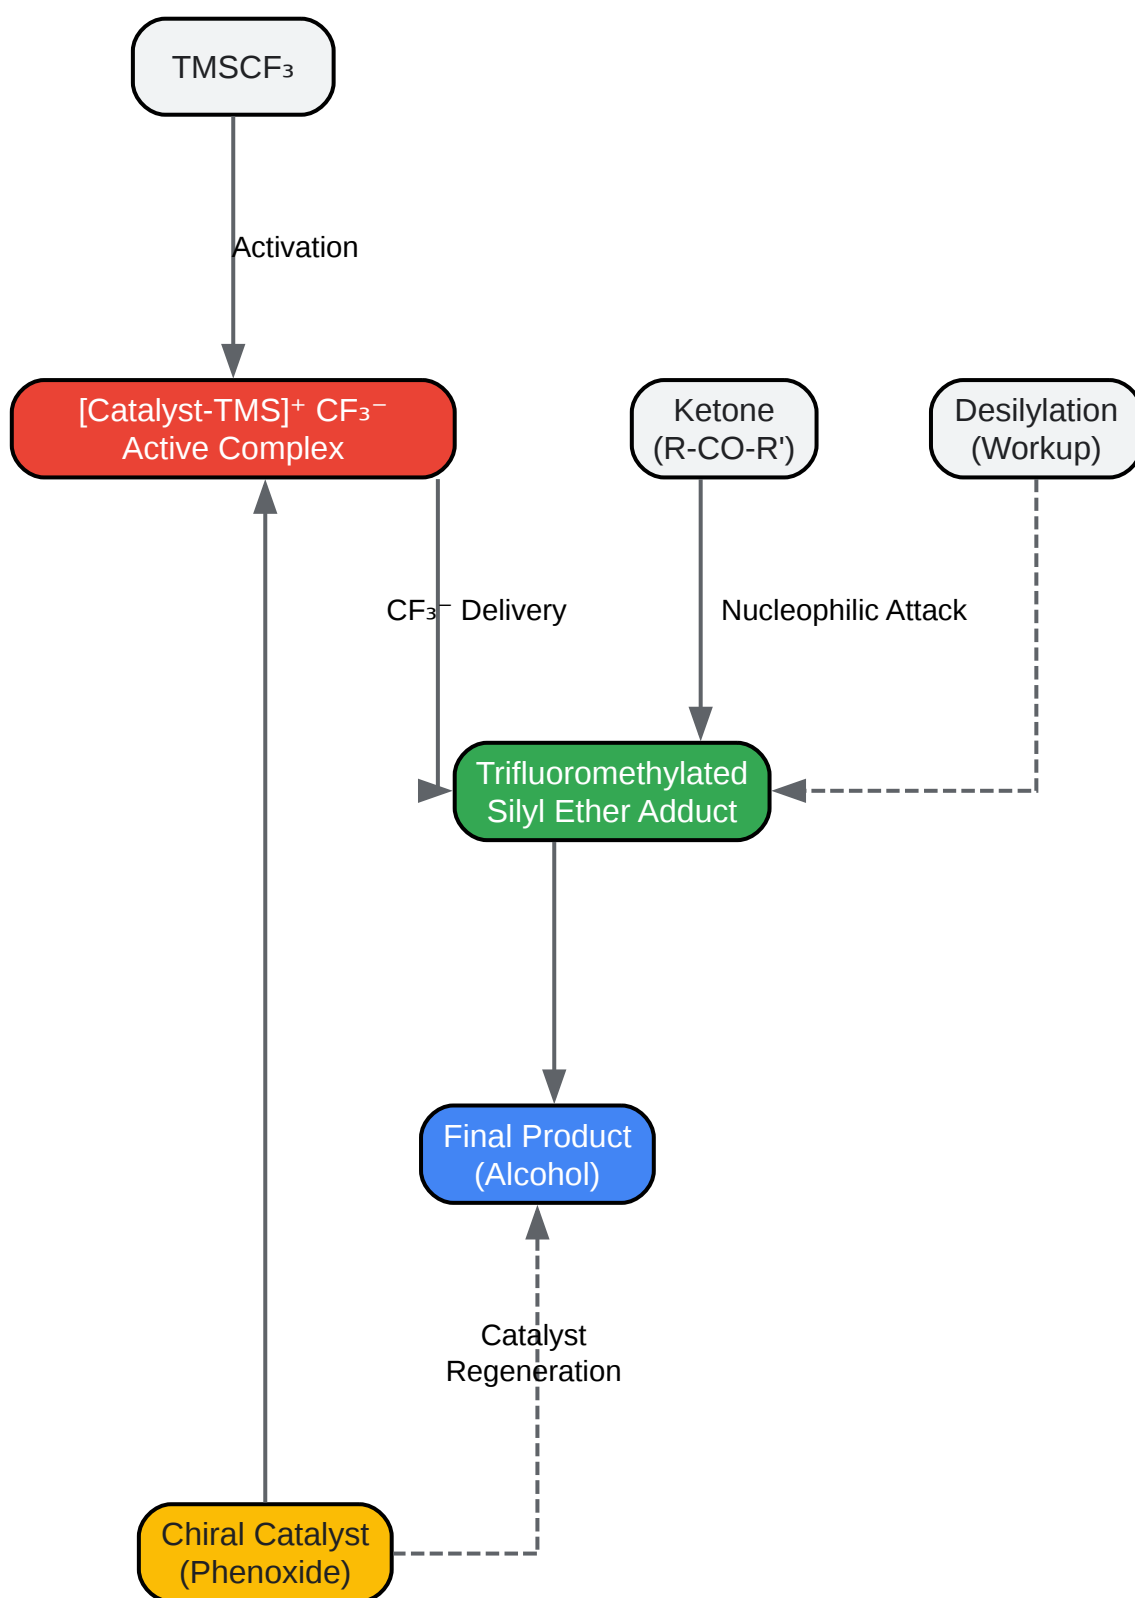 TMSCF₃
Activation
[Catalyst-TMS]⁺ CF₃⁻
Active Complex
Ketone
(R-CO-R')
Desilylation
(Workup)
CF₃⁻ Delivery
Nucleophilic Attack
Trifluoromethylated
Silyl Ether Adduct
Final Product
(Alcohol)
Catalyst
Regeneration
Chiral Catalyst
(Phenoxide)